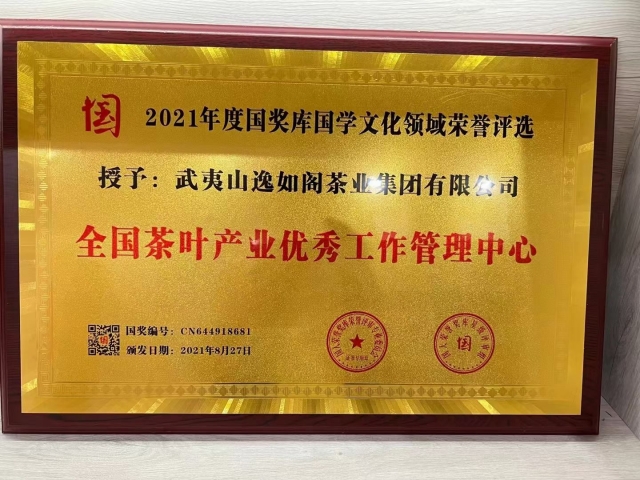 国 2021年度国奖库国学文化领域荣誉评选
授予：武夷山逸如阁茶业集团有限公司
全国茶叶产业优秀工作管理中心
国奖编号：CN644918681
颁发日期：2021年8月27日
国